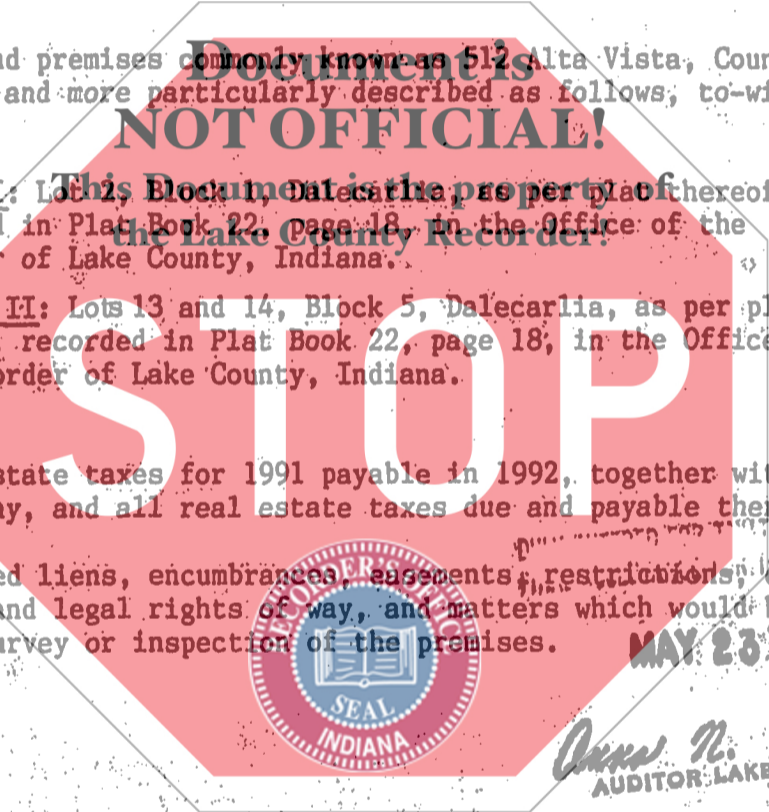 Document is
NOT OFFICIAL!
This Document is the property of
the Lake County Recorder!
nd premises commonly known as 512 Alta Vista, Coun
and more particularly described as follows, to-wi
I: Lot 2, Block 1, Dalecarlia, as per plat thereof
d in Plat Book 22, page 18, in the Office of the
r of Lake County, Indiana.
II: Lots 13 and 14, Block 5, Dalecarlia, as per pl
recorded in Plat Book 22, page 18, in the Office
order of Lake County, Indiana.
STOP
state taxes for 1991 payable in 1992, together wit
ay, and all real estate taxes due and payable ther
ed liens, encumbrances, easements, restrictions,
and legal rights of way, and matters which would b
urvey or inspection of the premises.
MAY 23
RECORDER'S OFFICE
SEAL
INDIANA
Anna N.
AUDITOR LAKE